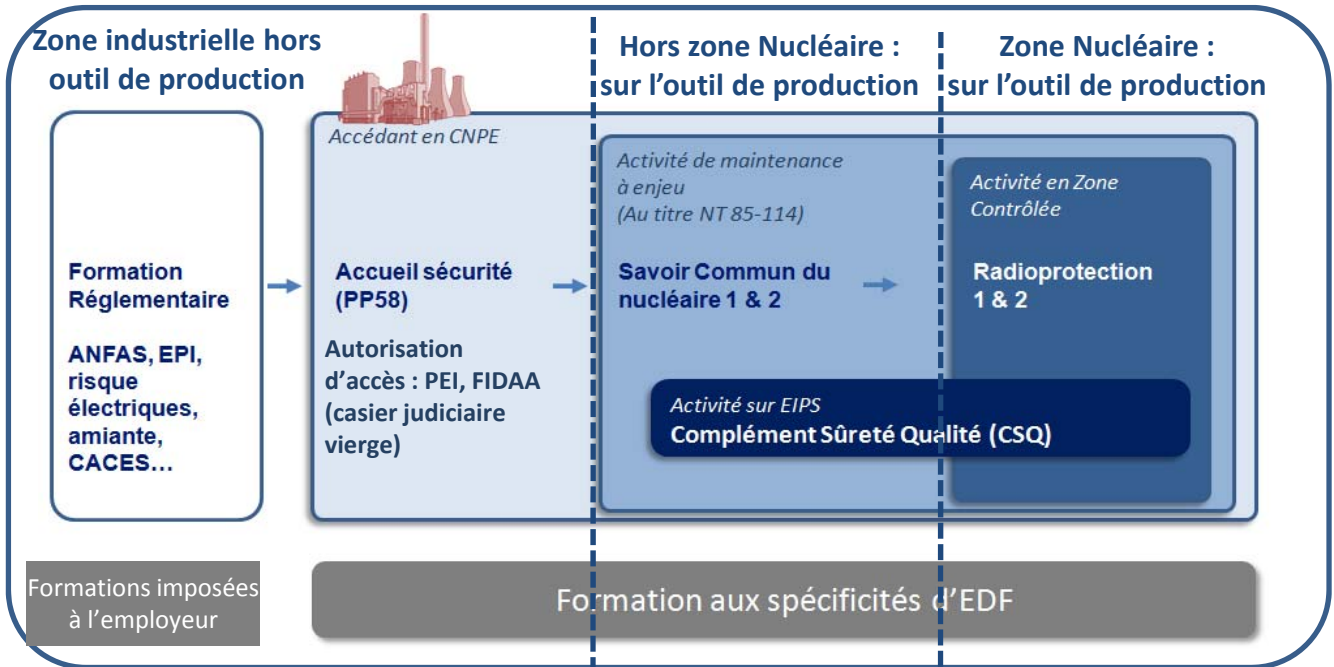 Zone industrielle hors
outil de production
Hors zone Nucléaire :
sur l’outil de production
Zone Nucléaire :
sur l’outil de production
Formation
Réglementaire
ANFAS, EPI,
risque
électriques,
amiante,
CACES…
Accédant en CNPE
Accueil sécurité
(PP58)
Autorisation
d’accès : PEI, FIDAA
(casier judiciaire
vierge)
Activité de maintenance
à enjeu
(Au titre NT 85-114)
Savoir Commun du
nucléaire 1 & 2
Activité en Zone
Contrôlée
Radioprotection
1 & 2
Activité sur EIPS
Complément Sûreté Qualité (CSQ)
Formations imposées
à l’employeur
Formation aux spécificités d’EDF